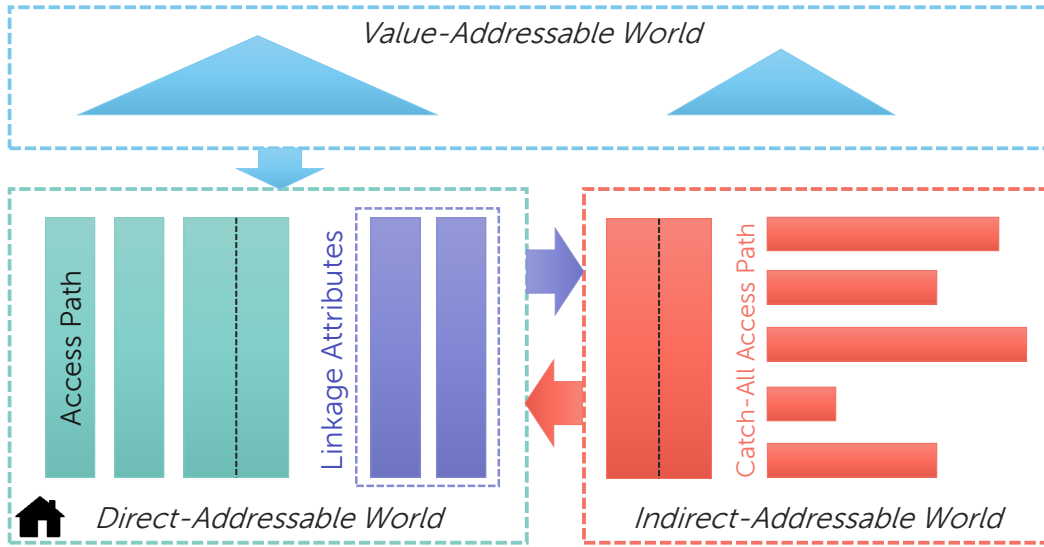 Value-Addressable World
Access Path
Linkage Attributes
Catch-All Access Path
Direct-Addressable World
Indirect-Addressable World